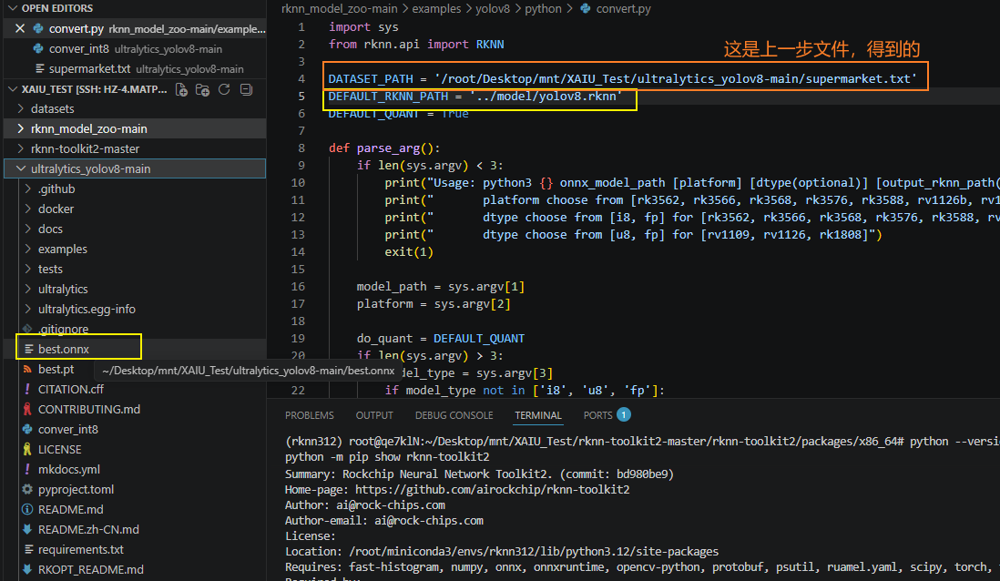 OPEN EDITORS
convert.py rknn_model_zoo-main/example...
conver_int8 ultralytics_yolov8-main
supermarket.txt ultralytics_yolov8-main
XAIU_TEST [SSH: HZ-4.MATP...
datasets
rknn_model_zoo-main
rknn-toolkit2-master
ultralytics_yolov8-main
.github
docker
docs
examples
tests
ultralytics
ultralytics.egg-info
.gitignore
best.onnx
best.pt
~/Desktop/mnt/XAIU_Test/ultralytics_yolov8-main/best.onnx
CITATION.cff
CONTRIBUTING.md
conver_int8
LICENSE
mkdocs.yml
pyproject.toml
README.md
README.zh-CN.md
requirements.txt
RKOPT_README.md
rknn_model_zoo-main > examples > yolov8 > python > convert.py
1 import sys
2 from rknn.api import RKNN
这是上一步文件，得到的
3
4 DATASET_PATH = '/root/Desktop/mnt/XAIU_Test/ultralytics_yolov8-main/supermarket.txt'
5 DEFAULT_RKNN_PATH = '../model/yolov8.rknn'
6 DEFAULT_QUANT = True
7
8 def parse_arg():
9 if len(sys.argv) < 3:
10 print("Usage: python3 {} onnx_model_path [platform] [dtype(optional)] [output_rknn_path(
11 print(" platform choose from [rk3562, rk3566, rk3568, rk3576, rk3588, rv1126b, rv1
12 print(" dtype choose from [i8, fp] for [rk3562, rk3566, rk3568, rk3576, rk3588, rv
13 print(" dtype choose from [u8, fp] for [rv1109, rv1126, rk1808]")
14 exit(1)
15
16 model_path = sys.argv[1]
17 platform = sys.argv[2]
18
19 do_quant = DEFAULT_QUANT
20 if len(sys.argv) > 3:
del_type = sys.argv[3]
22 if model_type not in ['i8', 'u8', 'fp']:
PROBLEMS OUTPUT DEBUG CONSOLE TERMINAL PORTS 1
(rknn312) root@qe7klN:~/Desktop/mnt/XAIU_Test/rknn-toolkit2-master/rknn-toolkit2/packages/x86_64# python --versi
python -m pip show rknn-toolkit2
Summary: Rockchip Neural Network Toolkit2. (commit: bd980be9)
Home-page: https://github.com/airockchip/rknn-toolkit2
Author: ai@rock-chips.com
Author-email: ai@rock-chips.com
License:
Location: /root/miniconda3/envs/rknn312/lib/python3.12/site-packages
Requires: fast-histogram, numpy, onnx, onnxruntime, opencv-python, protobuf, psutil, ruamel.yaml, scipy, torch,